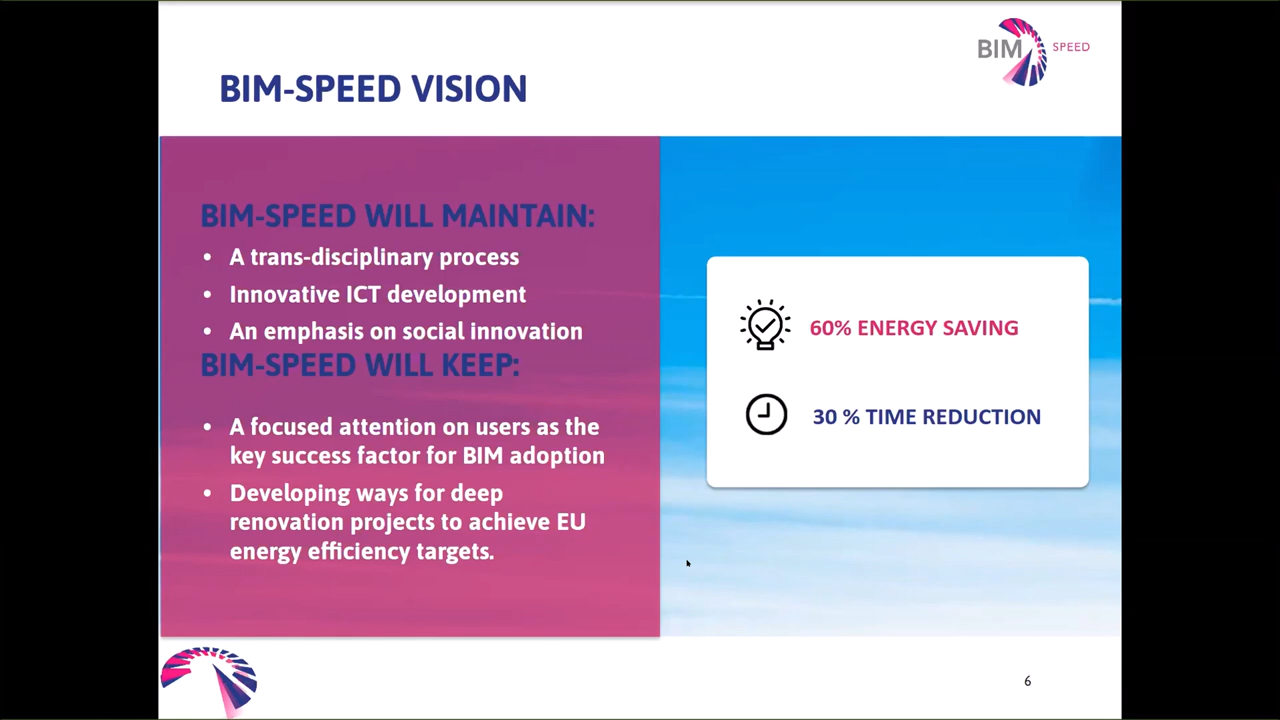 BIM SPEED
BIM-SPEED VISION
BIM-SPEED WILL MAINTAIN:
• A trans-disciplinary process
• Innovative ICT development
• An emphasis on social innovation
BIM-SPEED WILL KEEP:
• A focused attention on users as the
key success factor for BIM adoption
• Developing ways for deep
renovation projects to achieve EU
energy efficiency targets.
60% ENERGY SAVING
30 % TIME REDUCTION
6